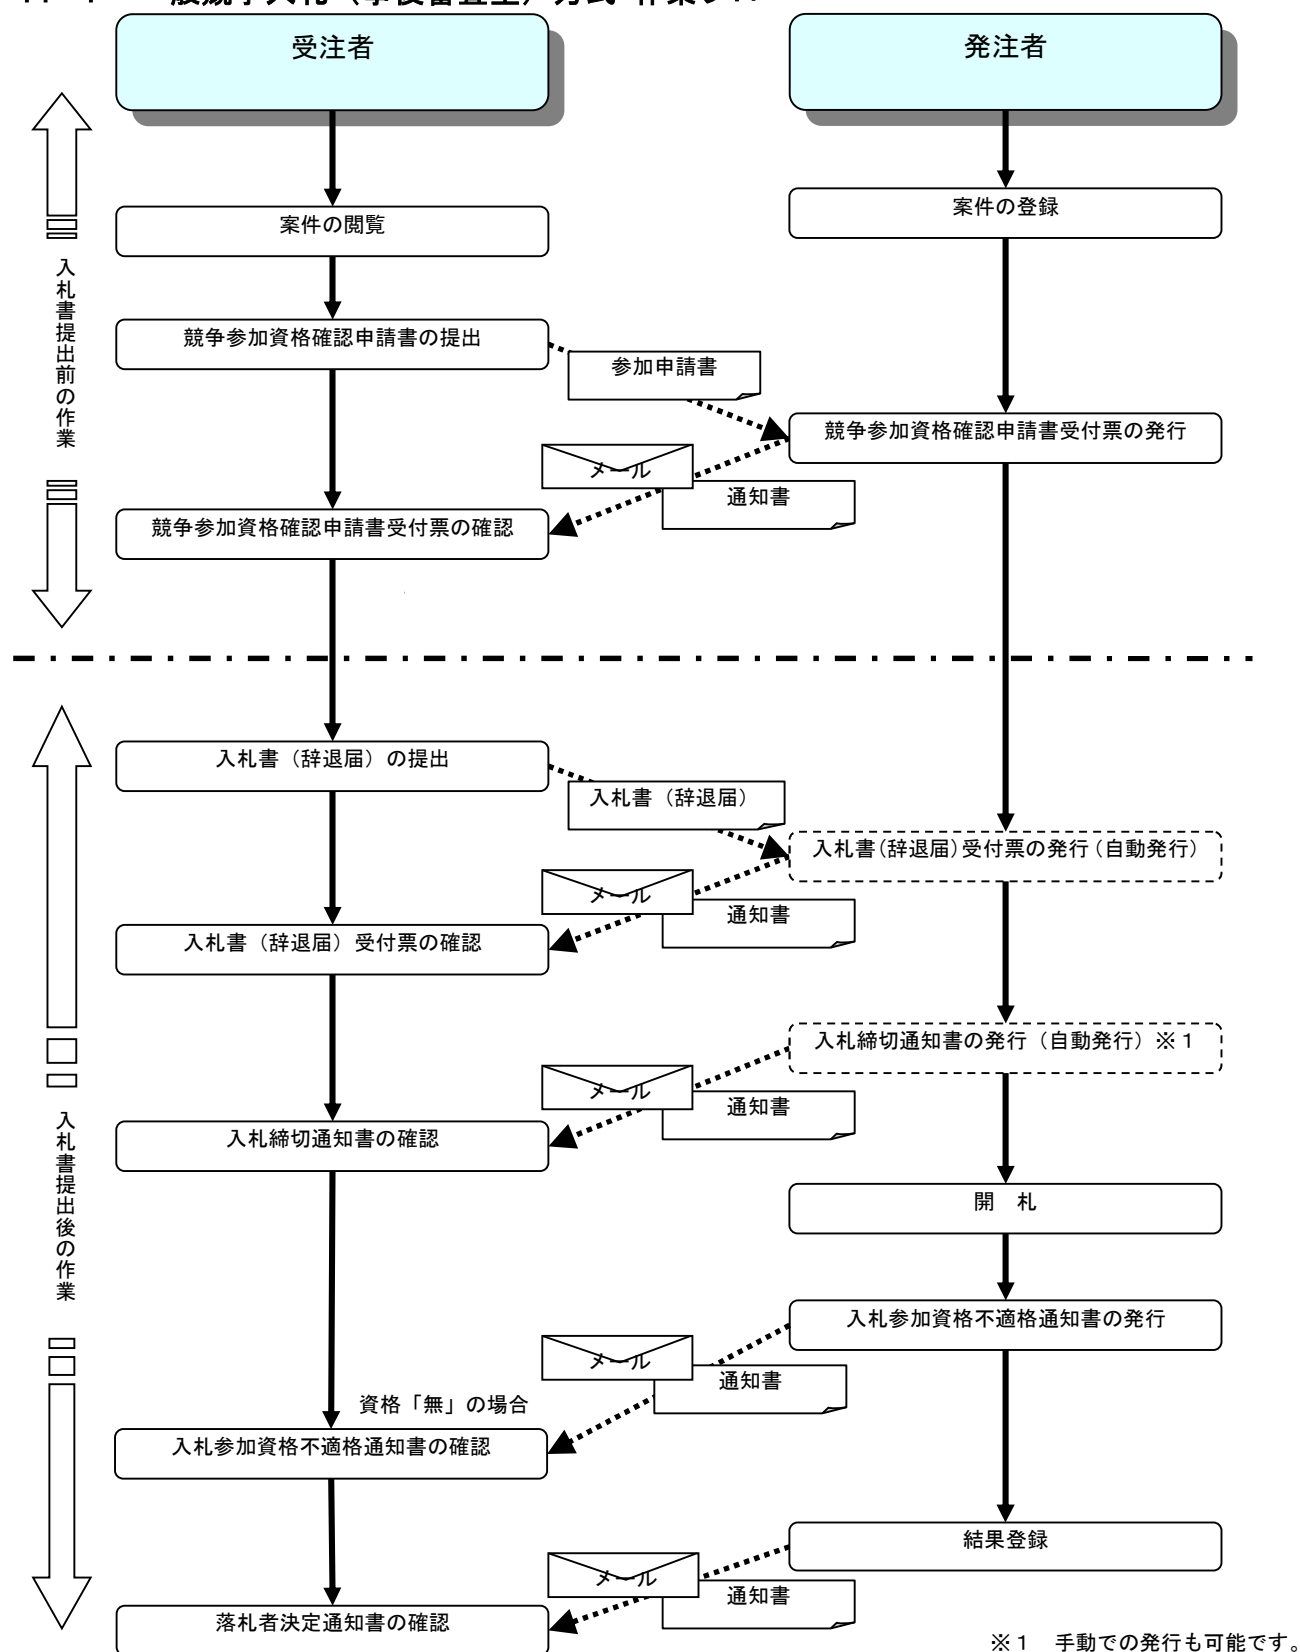 受注者
発注者
案件の登録
案件の閲覧
入札書提出前の作業
競争参加資格確認申請書の提出
参加申請書
競争参加資格確認申請書受付票の発行
メール
通知書
競争参加資格確認申請書受付票の確認
入札書（辞退届）の提出
入札書（辞退届）
入札書（辞退届）受付票の発行（自動発行）
メール
通知書
入札書（辞退届）受付票の確認
入札締切通知書の発行（自動発行）※１
メール
通知書
入札締切通知書の確認
入札書提出後の作業
開　札
入札参加資格不適格通知書の発行
メール
通知書
資格「無」の場合
入札参加資格不適格通知書の確認
結果登録
メール
通知書
落札者決定通知書の確認
※１　手動での発行も可能です。